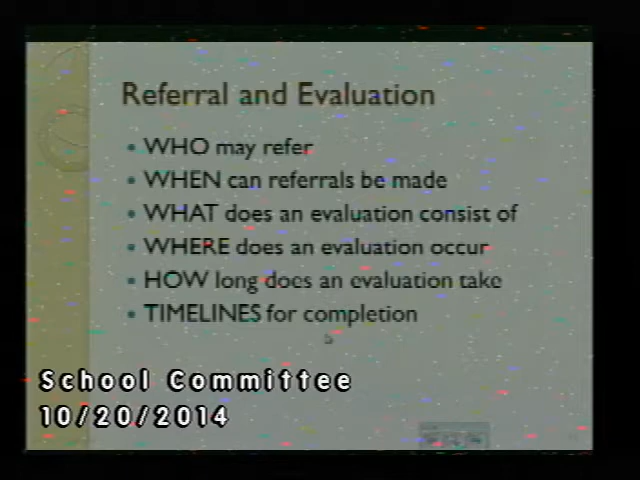 Referral and Evaluation
• WHO may refer
• WHEN can referrals be made
• WHAT does an evaluation consist of
• WHERE does an evaluation occur
• HOW long does an evaluation take
• TIMELINES for completion
School Committee
10/20/2014